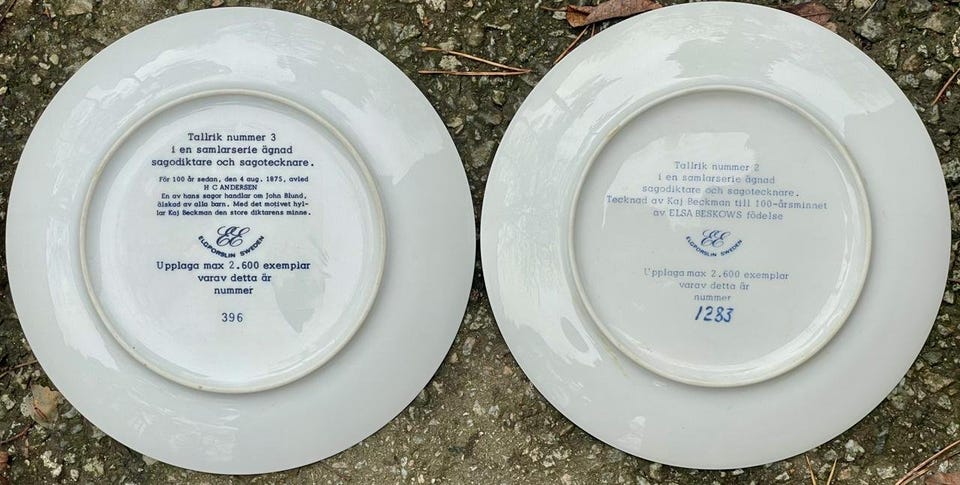 Tallrik nummer 3
i en samlarserie ägnad
sagodiktare och sagotecknare.
För 100 år sedan, den 4 aug. 1875, avled
H C ANDERSEN
En av hans sagor handlar om John Blund,
älskad av alla barn. Med det motivet hyl-
lar Kaj Beckman den store diktarens minne.
EE
ELGPORSLIN SWEDEN
Upplaga max 2.600 exemplar
varav detta är
nummer
396
Tallrik nummer 2
i en samlarserie ägnad
sagodiktare och sagotecknare.
Tecknad av Kaj Beckman till 100-årsminnet
av ELSA BESKOWS födelse
EE
ELGPORSLIN SWEDEN
Upplaga max 2.600 exemplar
varav detta är
nummer
1283